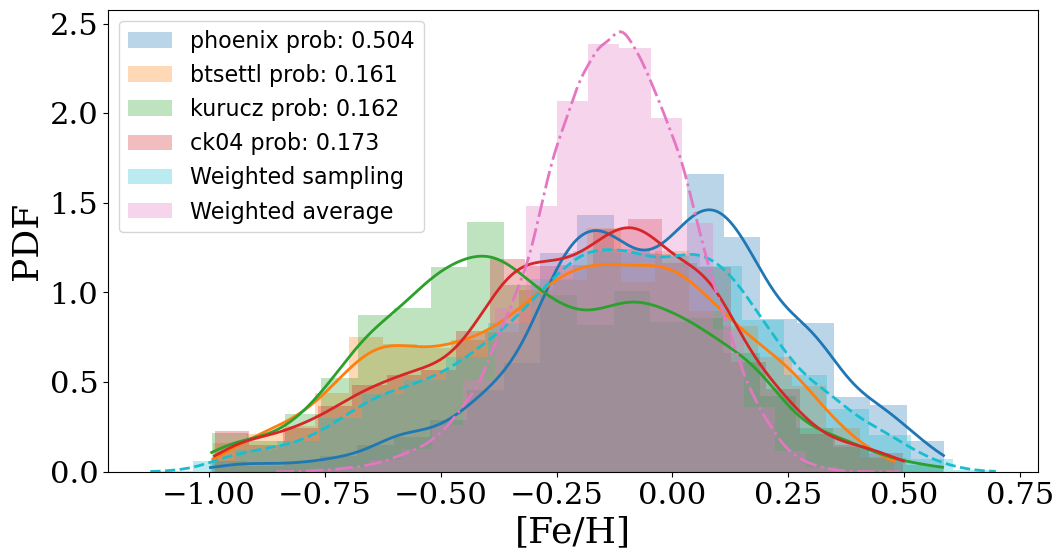 2.5
2.0
1.5
1.0
0.5
0.0
PDF
phoenix prob: 0.504
btsettl prob: 0.161
kurucz prob: 0.162
ck04 prob: 0.173
Weighted sampling
Weighted average
−1.00 −0.75 −0.50 −0.25 0.00 0.25 0.50 0.75
[Fe/H]